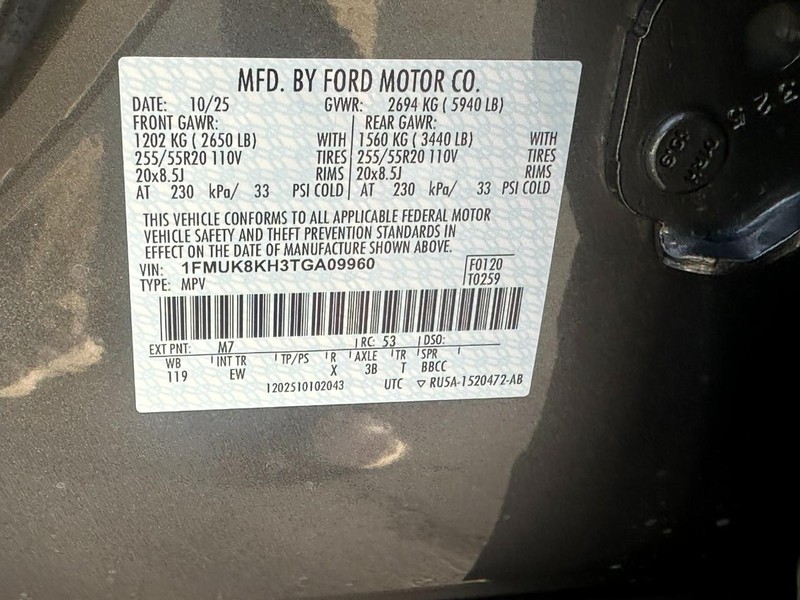 MFD. BY FORD MOTOR CO.
DATE: 10/25 GVWR: 2694 KG ( 5940 LB)
FRONT GAWR: REAR GAWR:
1202 KG ( 2650 LB) WITH 1560 KG ( 3440 LB) WITH
255/55R20 110V TIRES 255/55R20 110V TIRES
20x8.5J RIMS 20x8.5J RIMS
AT 230 kPa/ 33 PSI COLD AT 230 kPa/ 33 PSI COLD
THIS VEHICLE CONFORMS TO ALL APPLICABLE FEDERAL MOTOR
VEHICLE SAFETY AND THEFT PREVENTION STANDARDS IN
EFFECT ON THE DATE OF MANUFACTURE SHOWN ABOVE.
VIN: 1FMUK8KH3TGA09960 F0120
TYPE: MPV T0259
EXT PNT: M7 RC: 53 DSO:
WB INT TR TP/PS R AXLE TR SPR
119 EW X 3B T BBCC
1202510102043 UTC ▽ RU5A-1520472-AB
325